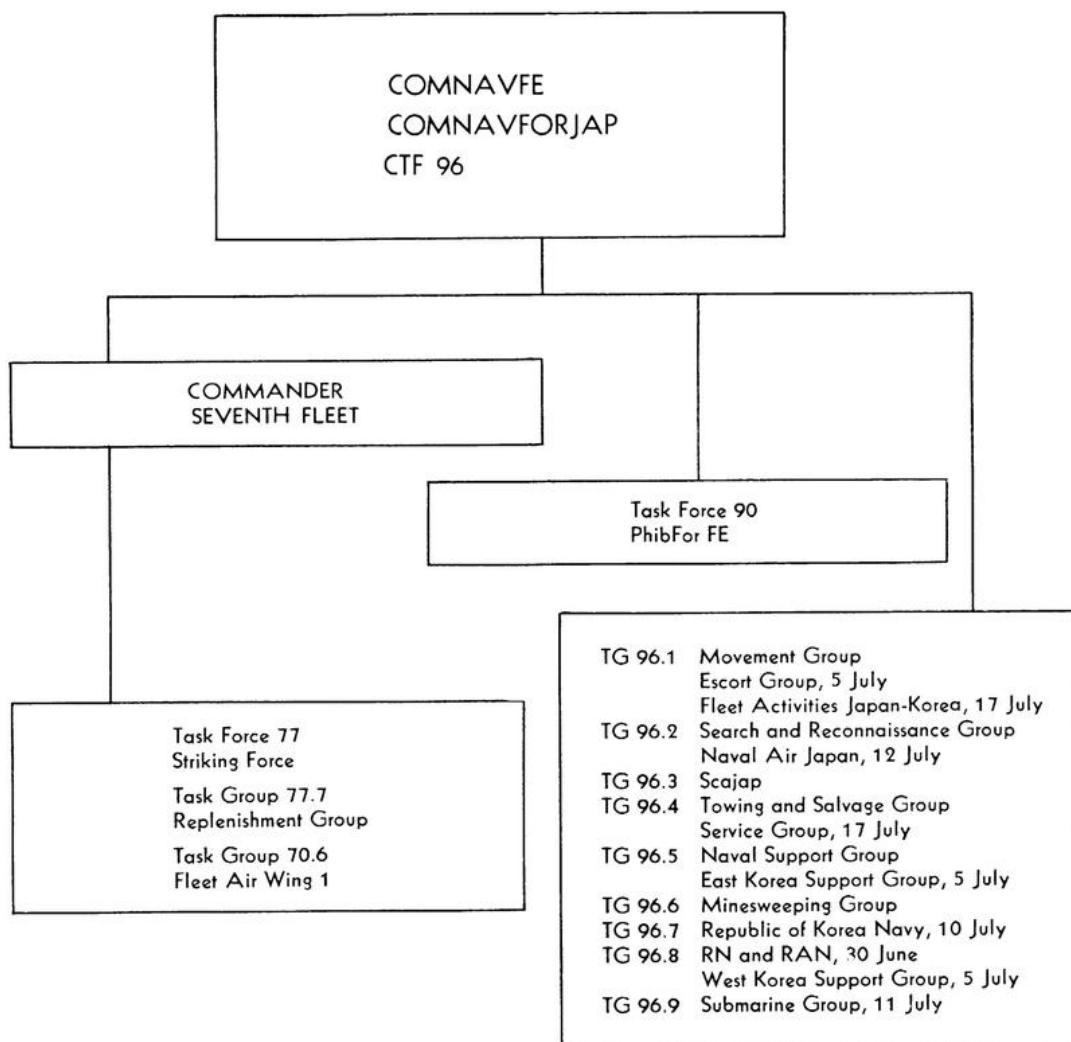 COMNAVFE
COMNAVFORJAP
CTF 96
COMMANDER
SEVENTH FLEET
Task Force 90
PhibFor FE
Task Force 77
Striking Force
Task Group 77.7
Replenishment Group
Task Group 70.6
Fleet Air Wing 1
TG 96.1 Movement Group
Escort Group, 5 July
Fleet Activities Japan-Korea, 17 July
TG 96.2 Search and Reconnaissance Group
Naval Air Japan, 12 July
TG 96.3 Scajap
TG 96.4 Towing and Salvage Group
Service Group, 17 July
TG 96.5 Naval Support Group
East Korea Support Group, 5 July
TG 96.6 Minesweeping Group
TG 96.7 Republic of Korea Navy, 10 July
TG 96.8 RN and RAN, 30 June
West Korea Support Group, 5 July
TG 96.9 Submarine Group, 11 July